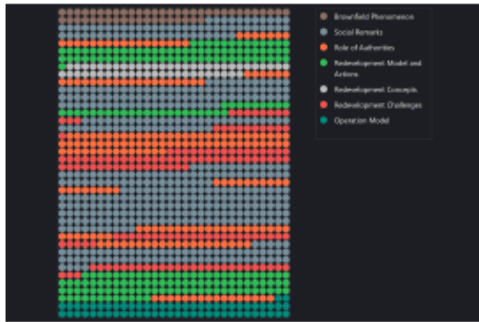 Brownfield Phenomenon
Social Remarks
Role of Authorities
Redevelopment Model and
Actions
Redevelopment Concepts
Redevelopment Challenges
Operation Model